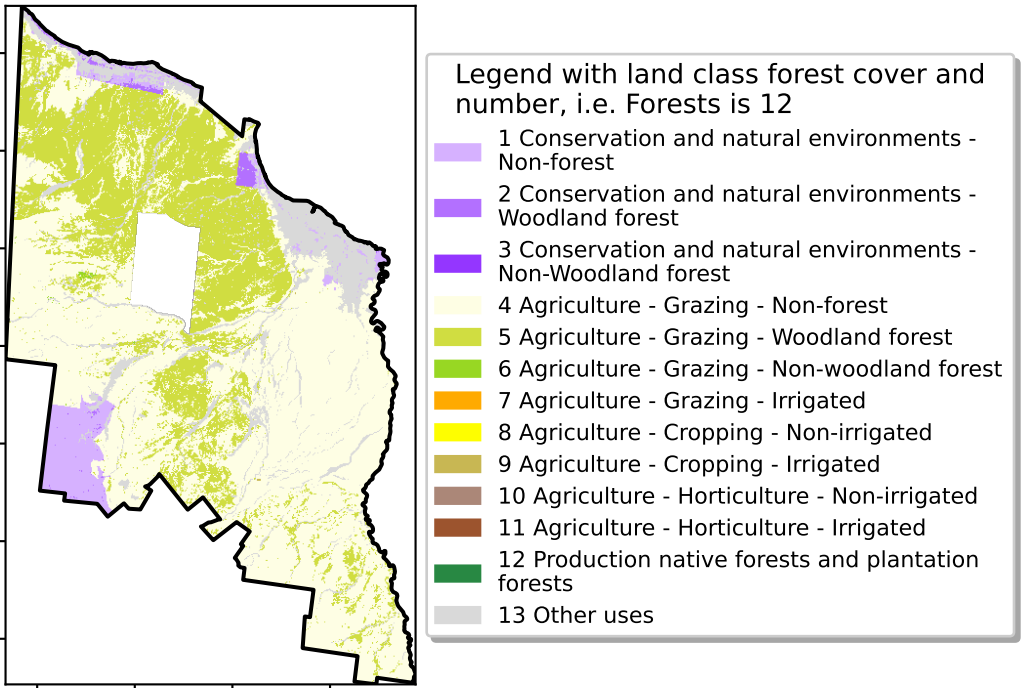 Legend with land class forest cover and
number, i.e. Forests is 12
1 Conservation and natural environments -
Non-forest
2 Conservation and natural environments -
Woodland forest
3 Conservation and natural environments -
Non-Woodland forest
4 Agriculture - Grazing - Non-forest
5 Agriculture - Grazing - Woodland forest
6 Agriculture - Grazing - Non-woodland forest
7 Agriculture - Grazing - Irrigated
8 Agriculture - Cropping - Non-irrigated
9 Agriculture - Cropping - Irrigated
10 Agriculture - Horticulture - Non-irrigated
11 Agriculture - Horticulture - Irrigated
12 Production native forests and plantation
forests
13 Other uses